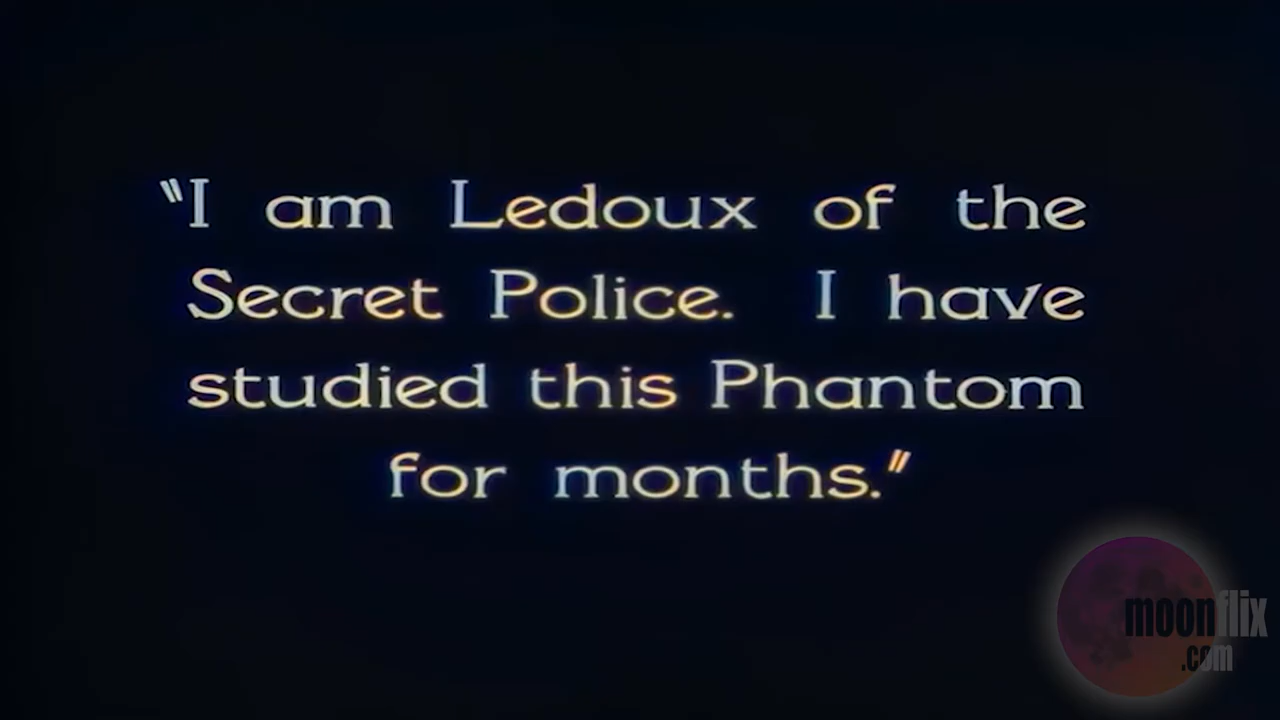 “I am Ledoux of the
Secret Police. I have
studied this Phantom
for months.”
moonflix
.com